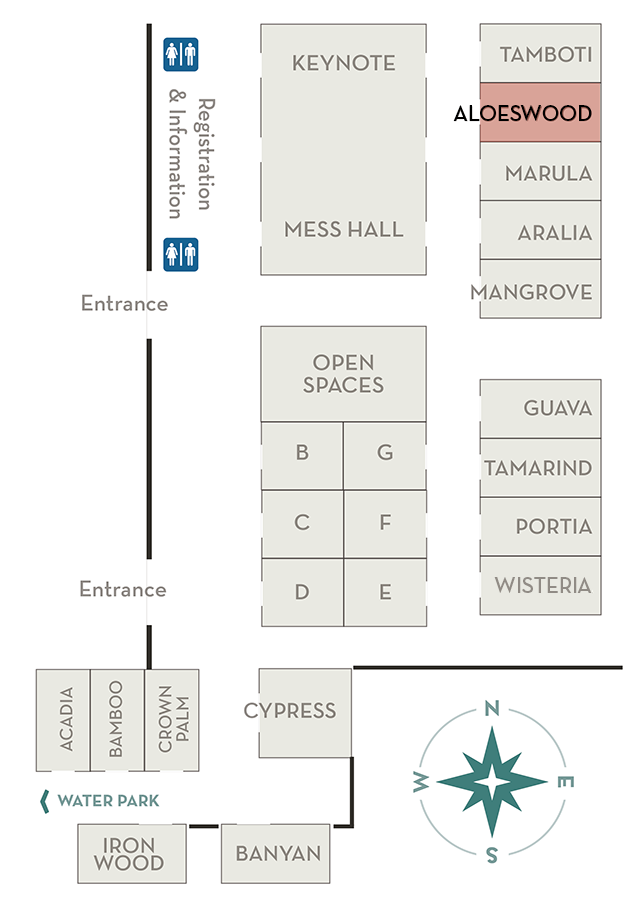 KEYNOTE
TAMBOTI
ALOESWOOD
Registration
& Information
MARULA
MESS HALL
ARALIA
MANGROVE
Entrance
OPEN
SPACES
GUAVA
B
G
TAMARIND
C
F
PORTIA
Entrance
D
E
WISTERIA
ACADIA
BAMBOO
CROWN
PALM
CYPRESS
N
W
E
S
WATER PARK
IRON
WOOD
BANYAN